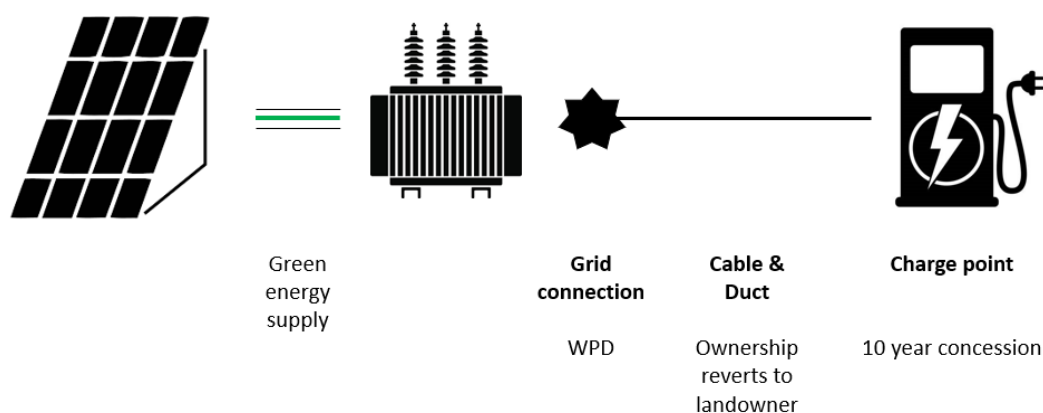 Green
energy
supply
Grid
connection
WPD
Cable &
Duct
Ownership
reverts to
landowner
Charge point
10 year concession